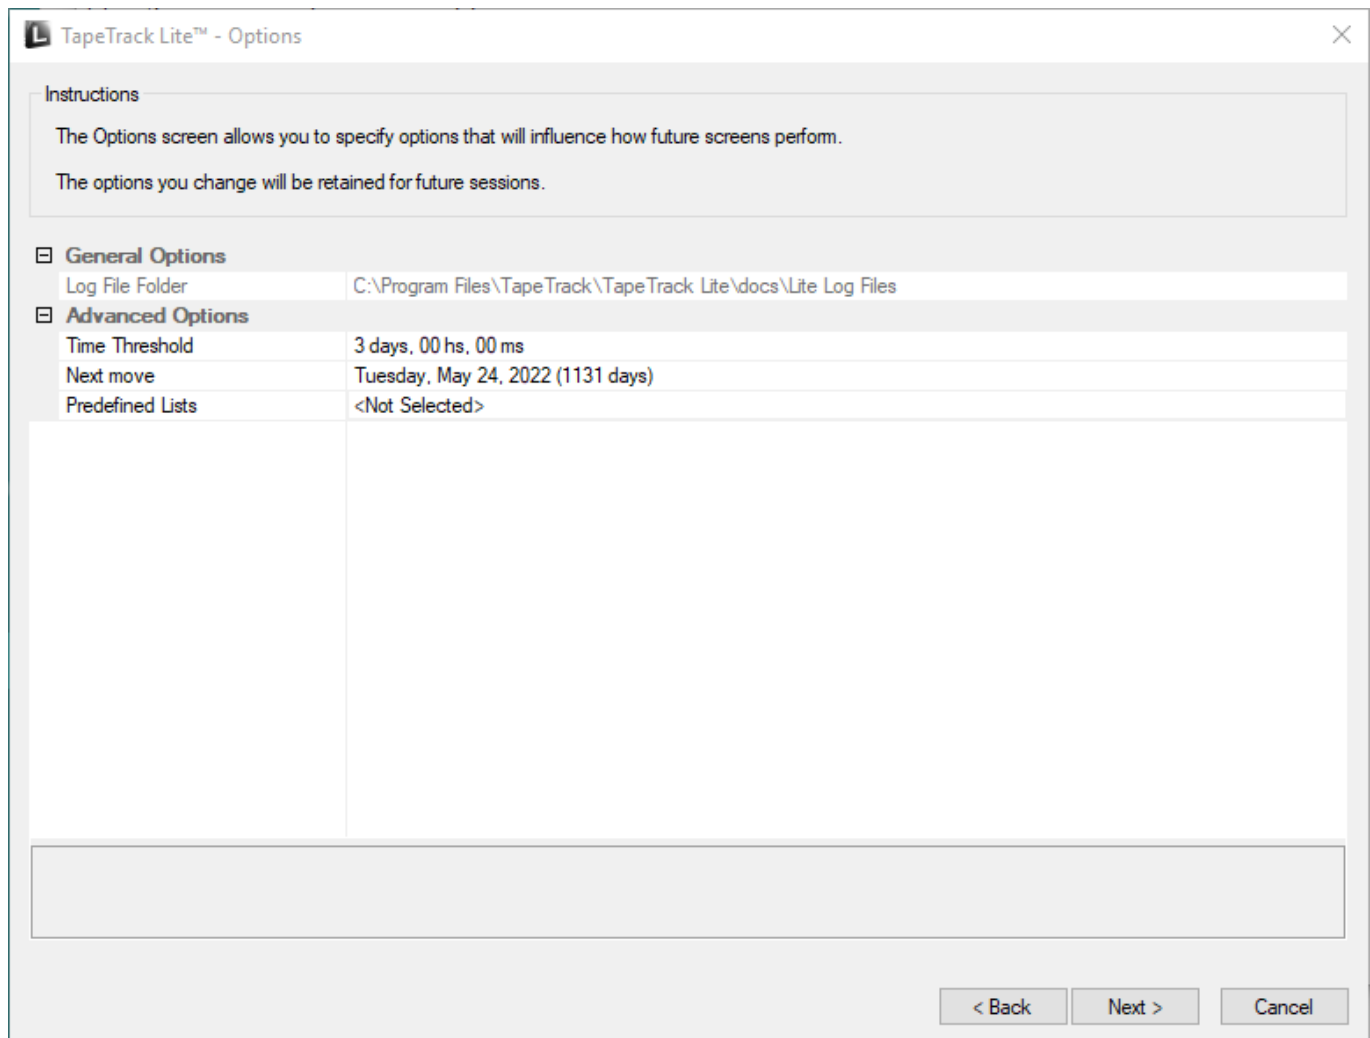 TapeTrack Lite™ - Options
Instructions
The Options screen allows you to specify options that will influence how future screens perform.
The options you change will be retained for future sessions.
General Options
Log File Folder C:\Program Files\TapeTrack\TapeTrack Lite\docs\Lite Log Files
Advanced Options
Time Threshold 3 days, 00 hs, 00 ms
Next move Tuesday, May 24, 2022 (1131 days)
Predefined Lists <Not Selected>
< Back Next > Cancel